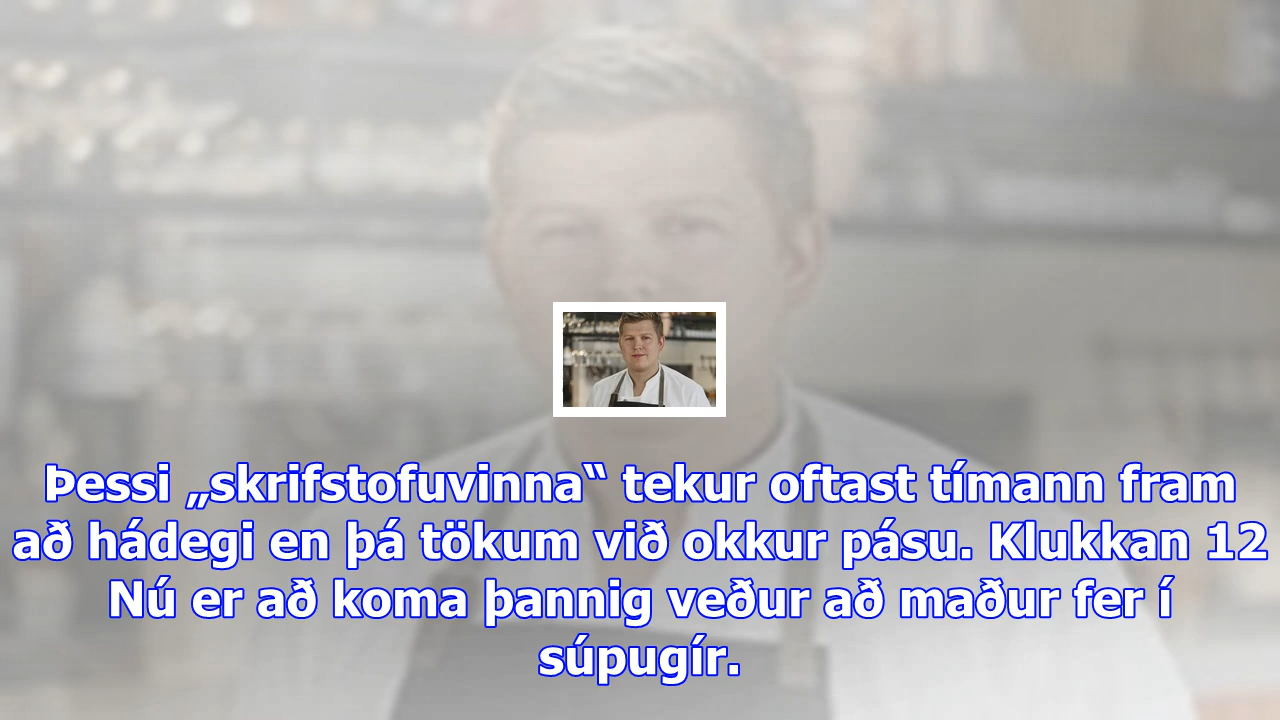 Þessi „skrifstofuvinna“ tekur oftast tímann fram
að hádegi en þá tökum við okkur pásu. Klukkan 12
Nú er að koma þannig veður að maður fer í
súpugír.